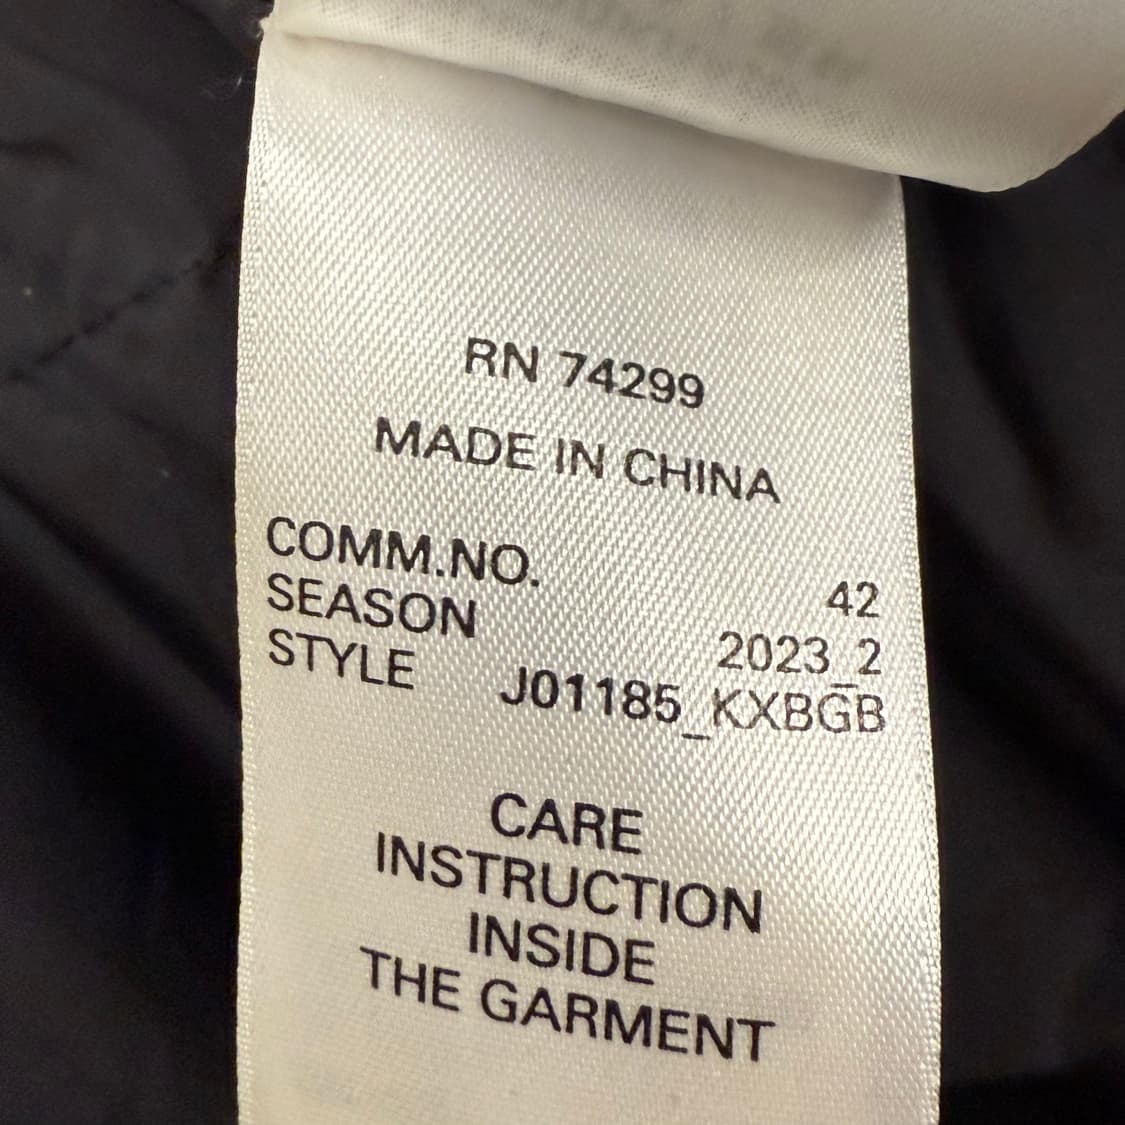 RN 74299
MADE IN CHINA
COMM.NO. 42
SEASON 2023_2
STYLE J01185_KXBGB
CARE
INSTRUCTION
INSIDE
THE GARMENT